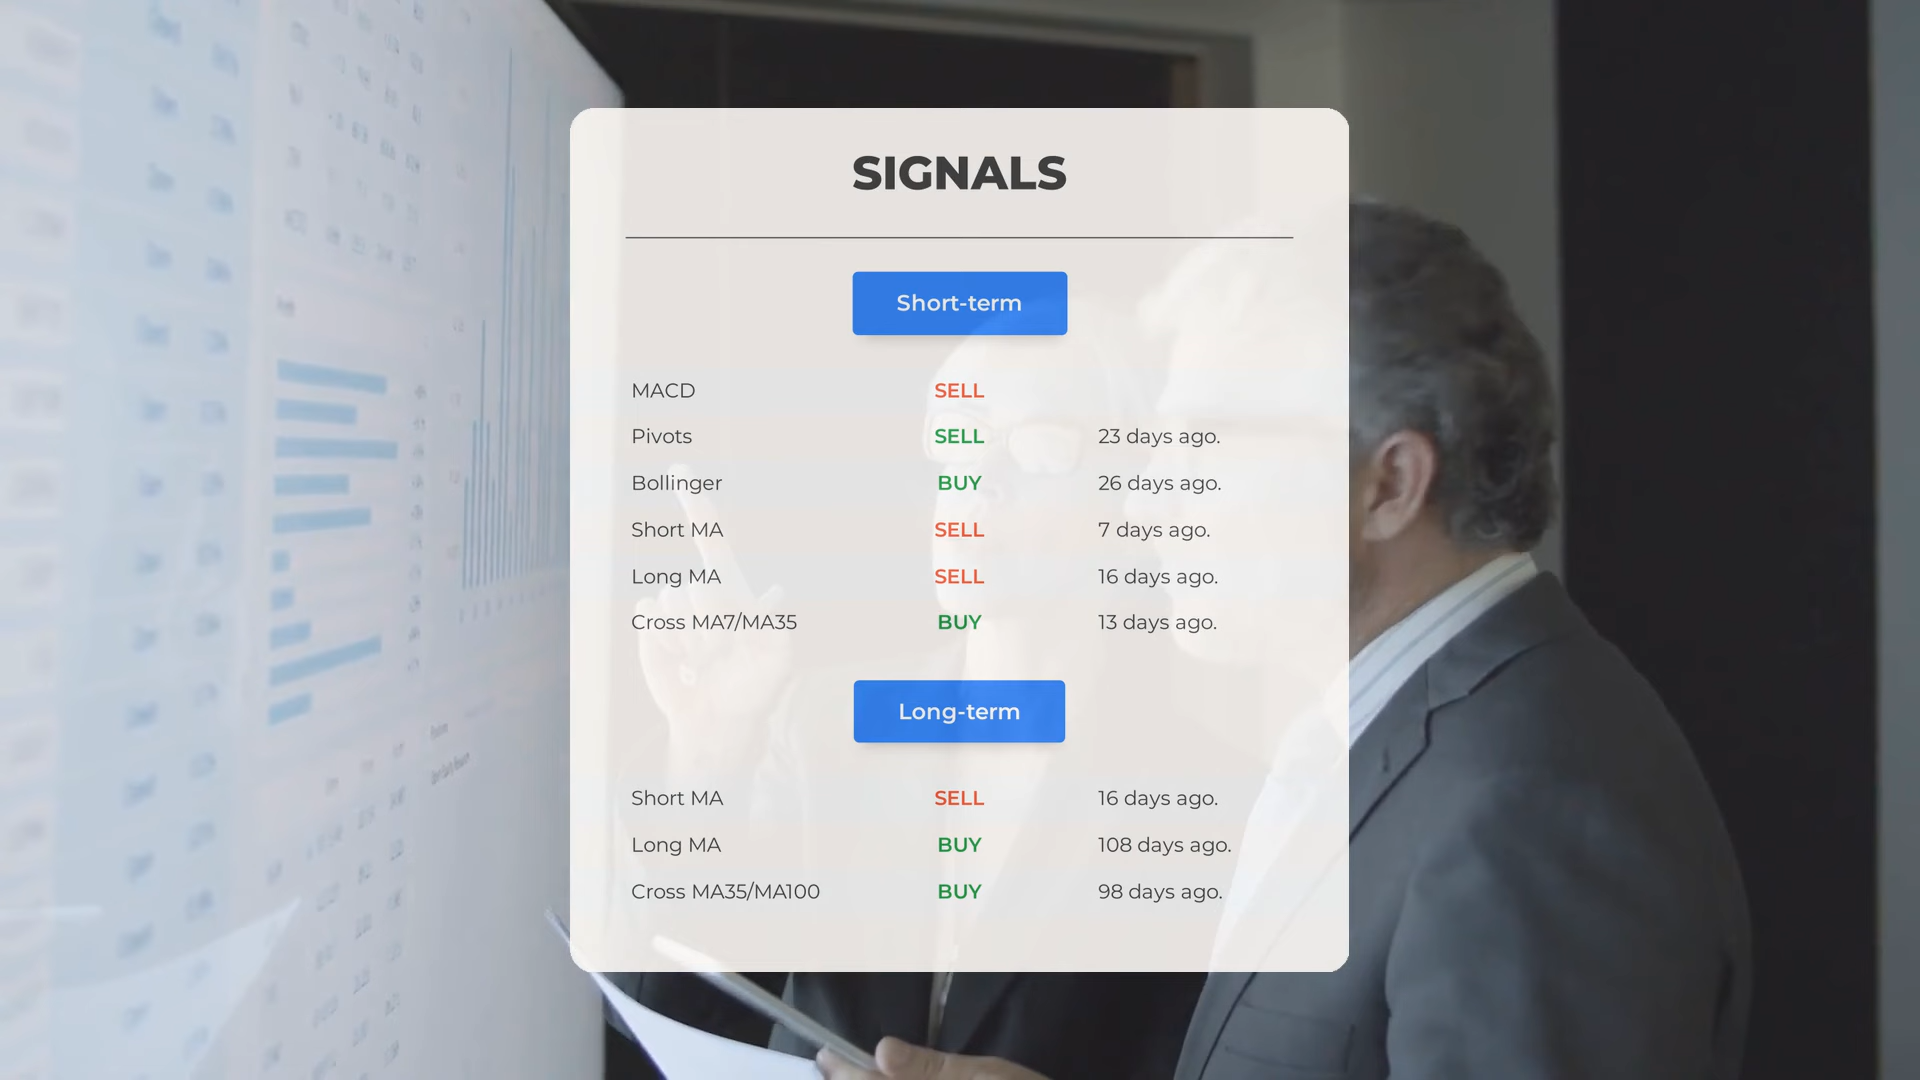 SIGNALS
Short-term
MACD SELL
Pivots SELL 23 days ago.
Bollinger BUY 26 days ago.
Short MA SELL 7 days ago.
Long MA SELL 16 days ago.
Cross MA7/MA35 BUY 13 days ago.
Long-term
Short MA SELL 16 days ago.
Long MA BUY 108 days ago.
Cross MA35/MA100 BUY 98 days ago.